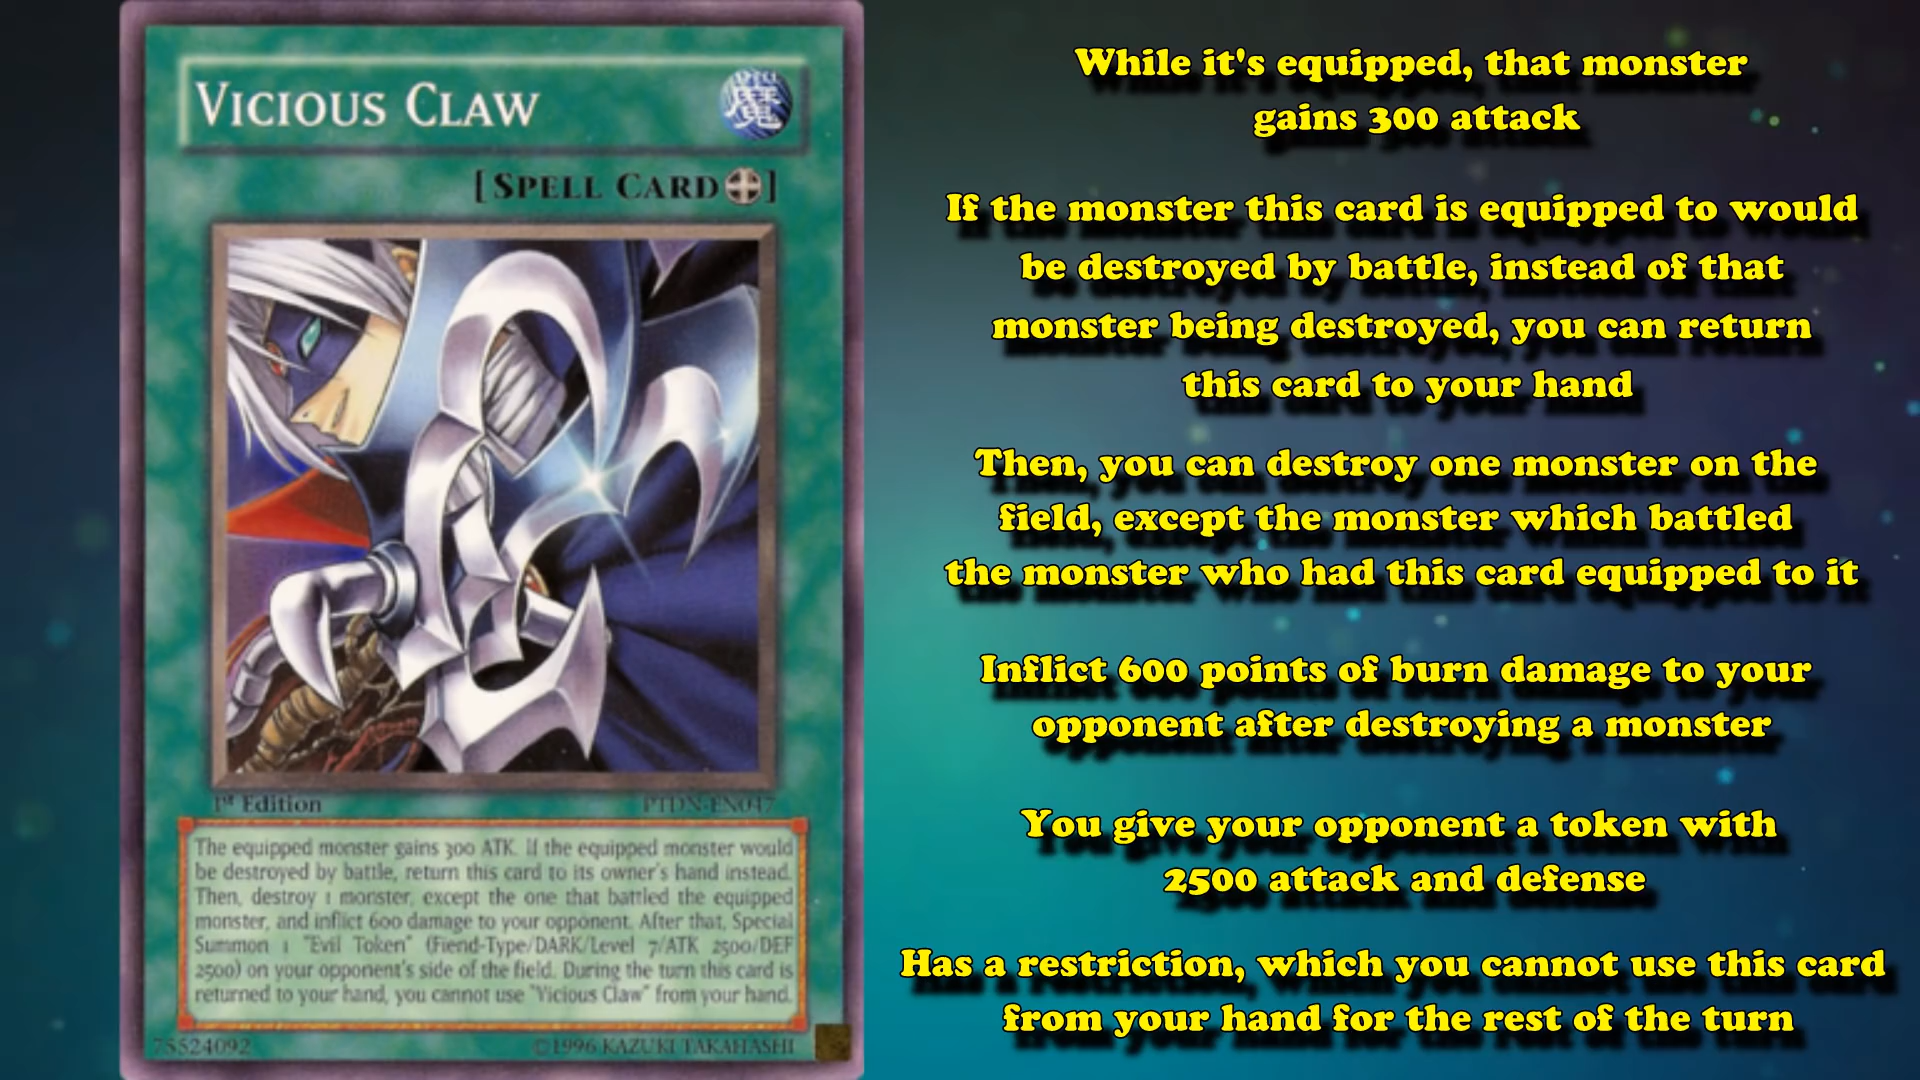 VICIOUS CLAW
魔
[SPELL CARD]
1st Edition
PTDN-EN047
The equipped monster gains 300 ATK. If the equipped monster would
be destroyed by battle, return this card to its owner's hand instead.
Then, destroy 1 monster, except the one that battled the equipped
monster, and inflict 600 damage to your opponent. After that, Special
Summon 1 "Evil Token" (Fiend-Type/DARK/Level 7/ATK 2500/DEF
2500) on your opponent's side of the field. During the turn this card is
returned to your hand, you cannot use "Vicious Claw" from your hand.
75524092
©1996 KAZUKI TAKAHASHI
While it's equipped, that monster
gains 300 attack
If the monster this card is equipped to would
be destroyed by battle, instead of that
monster being destroyed, you can return
this card to your hand
Then, you can destroy one monster on the
field, except the monster which battled
the monster who had this card equipped to it
Inflict 600 points of burn damage to your
opponent after destroying a monster
You give your opponent a token with
2500 attack and defense
Has a restriction, which you cannot use this card
from your hand for the rest of the turn